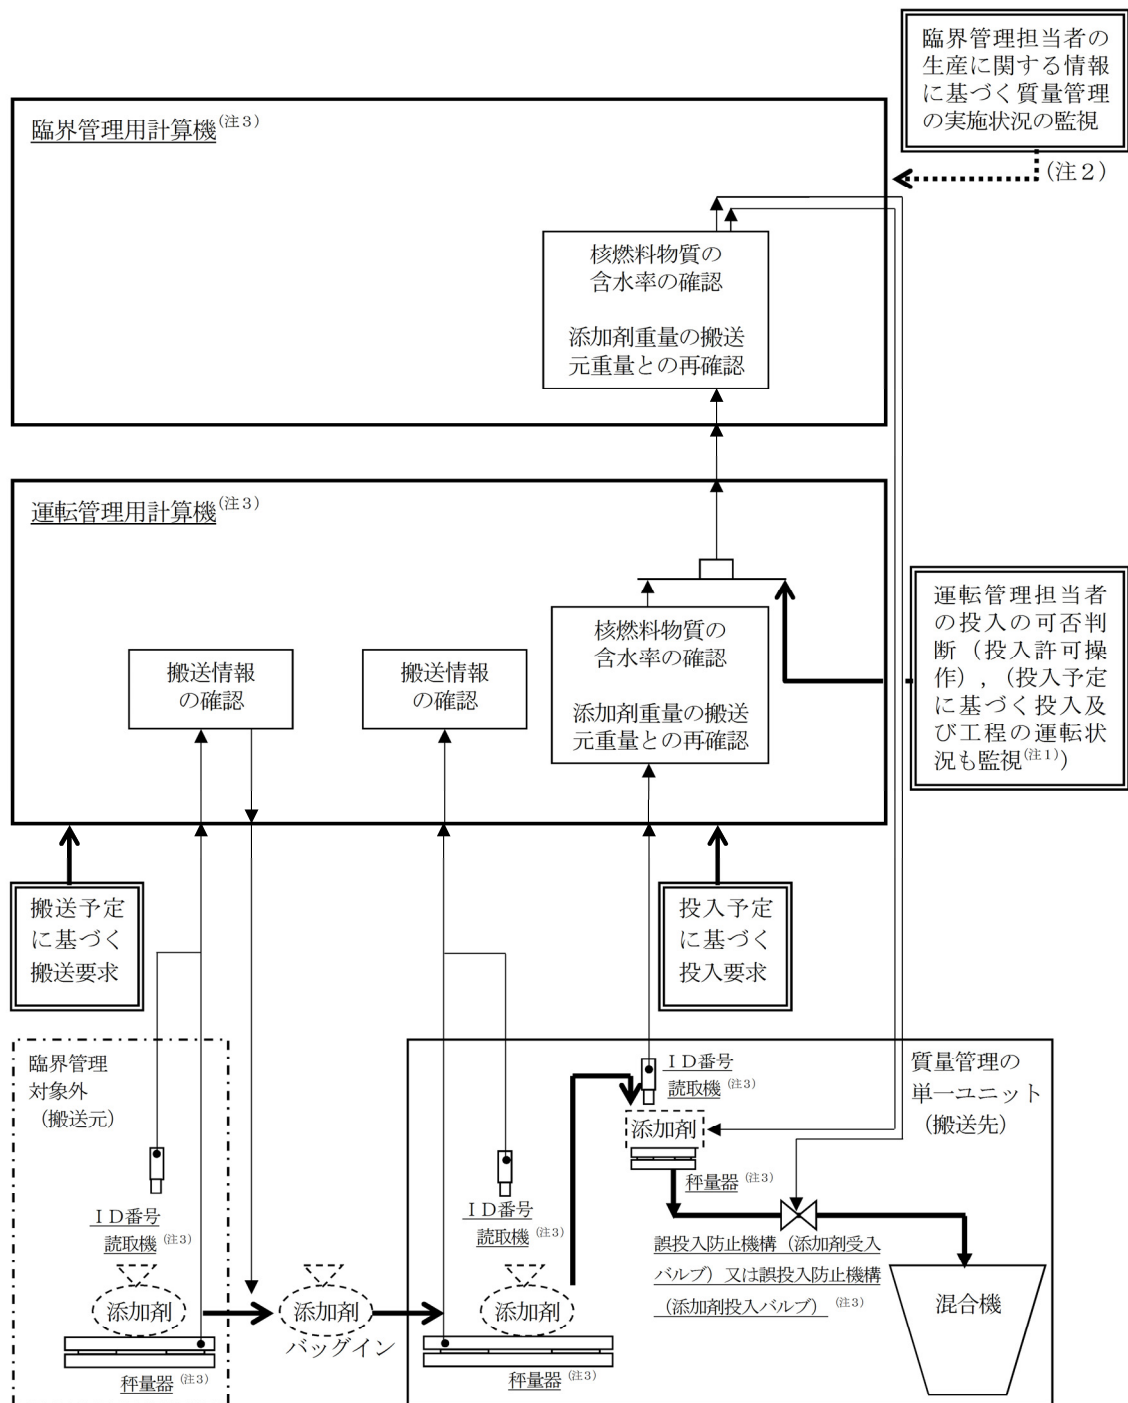 臨界管理担当者の
生産に関する情報
に基づく質量管理
の実施状況の監視
(注２)
臨界管理用計算機(注３)
核燃料物質の
含水率の確認
添加剤重量の搬送
元重量との再確認
運転管理用計算機(注３)
核燃料物質の
含水率の確認
添加剤重量の搬送
元重量との再確認
搬送情報
の確認
搬送情報
の確認
運転管理担当者
の投入の可否判
断（投入許可操
作），（投入予定
に基づく投入及
び工程の運転状
況も監視(注１)）
搬送予定
に基づく
搬送要求
投入予定
に基づく
投入要求
臨界管理
対象外
（搬送元）
ＩＤ番号
読取機(注３)
添加剤
秤量器(注３)
添加剤
バッグイン
ＩＤ番号
読取機(注３)
添加剤
秤量器(注３)
ＩＤ番号
読取機(注３)
添加剤
秤量器(注３)
質量管理の
単一ユニット
（搬送先）
誤投入防止機構（添加剤受入
バルブ）又は誤投入防止機構
（添加剤投入バルブ）(注３)
混合機